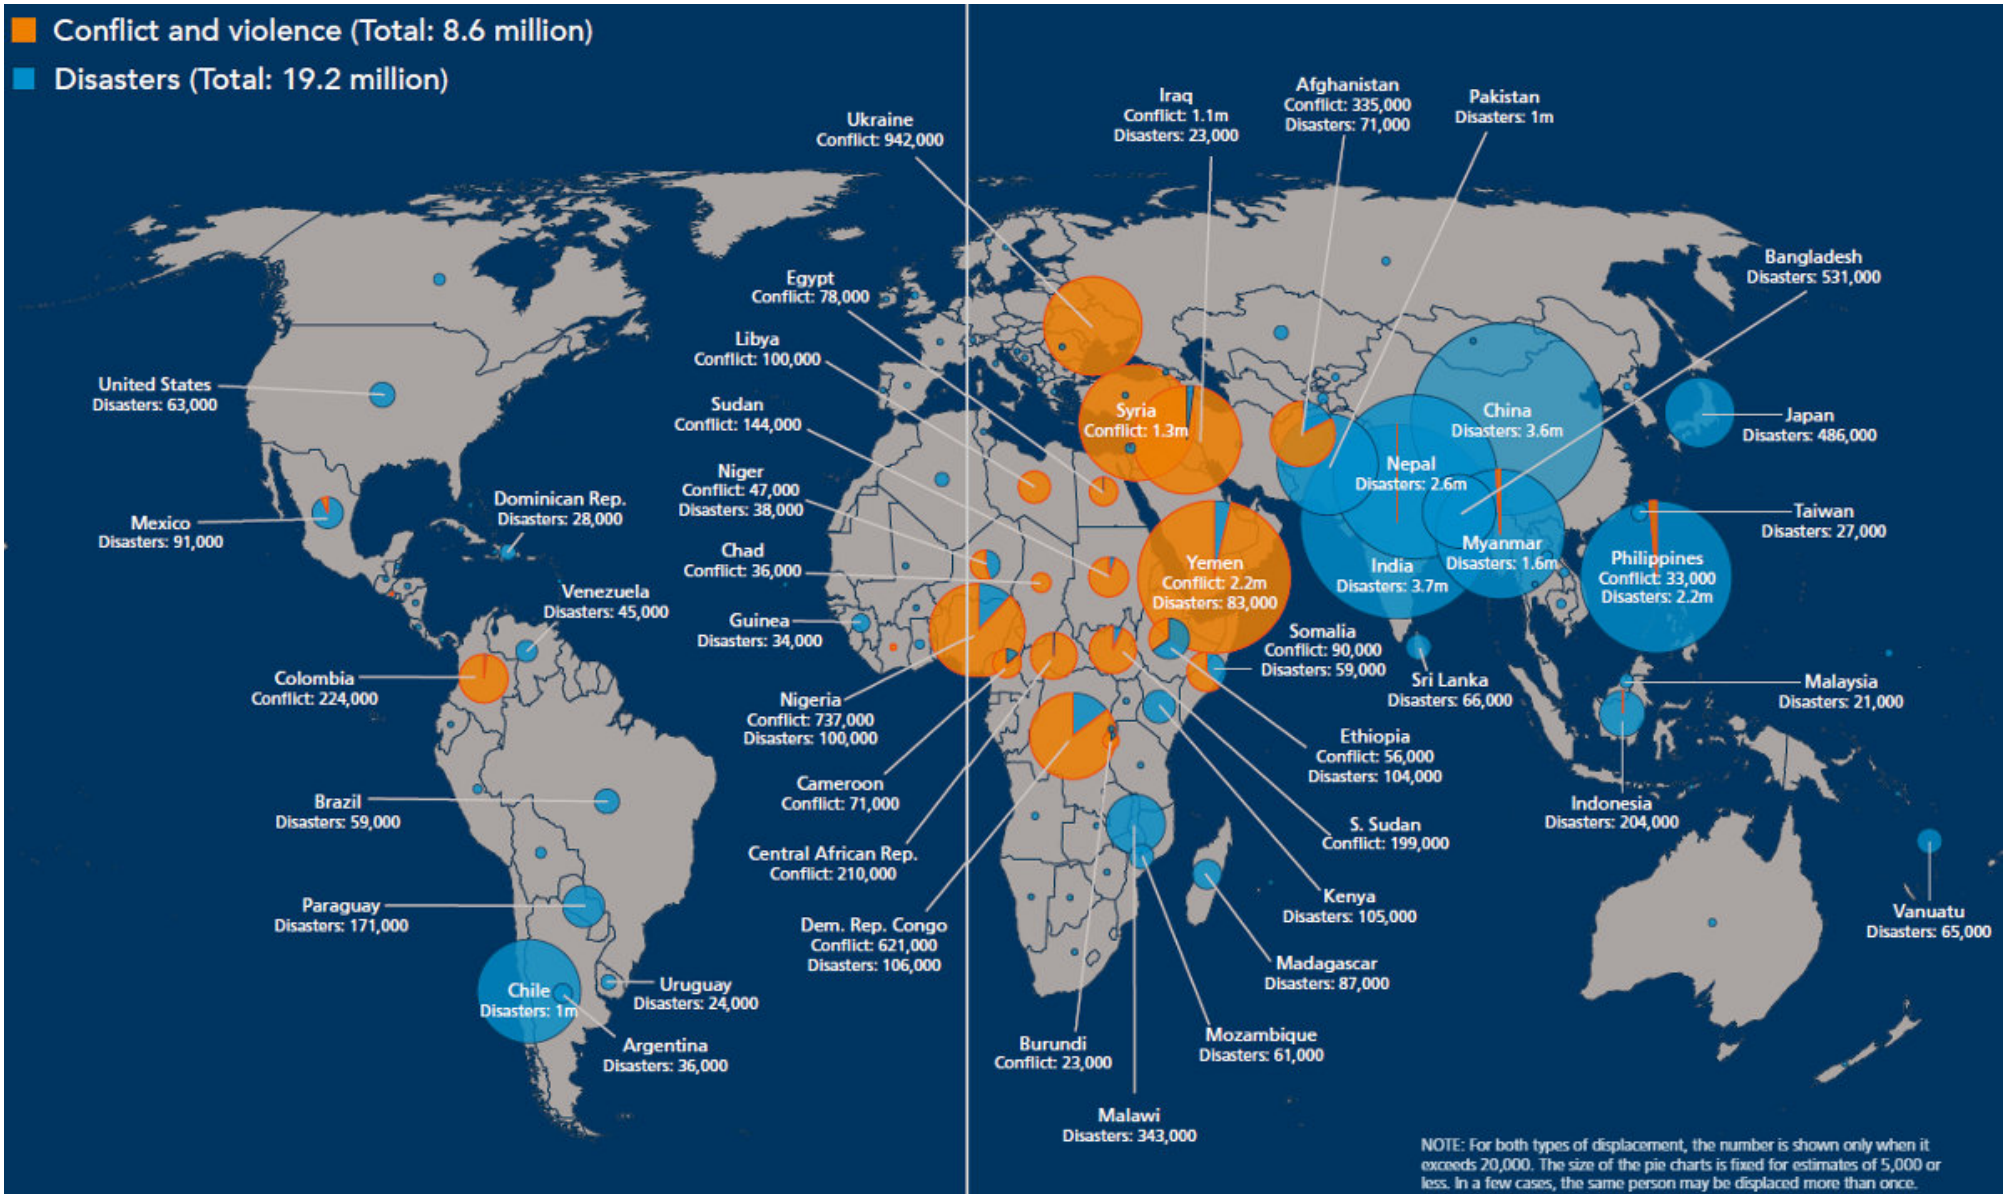 Conflict and violence (Total: 8.6 million)
Disasters (Total: 19.2 million)
Ukraine
Conflict: 942,000
Iraq
Conflict: 1.1m
Disasters: 23,000
Afghanistan
Conflict: 335,000
Disasters: 71,000
Pakistan
Disasters: 1m
Bangladesh
Disasters: 531,000
Egypt
Conflict: 78,000
Libya
Conflict: 100,000
Sudan
Conflict: 144,000
Niger
Conflict: 47,000
Disasters: 38,000
Chad
Conflict: 36,000
Guinea
Disasters: 34,000
Nigeria
Conflict: 737,000
Disasters: 100,000
Cameroon
Conflict: 71,000
Central African Rep.
Conflict: 210,000
Dem. Rep. Congo
Conflict: 621,000
Disasters: 106,000
United States
Disasters: 63,000
Mexico
Disasters: 91,000
Dominican Rep.
Disasters: 28,000
Venezuela
Disasters: 45,000
Colombia
Conflict: 224,000
Brazil
Disasters: 59,000
Paraguay
Disasters: 171,000
Chile
Disasters: 1m
Uruguay
Disasters: 24,000
Argentina
Disasters: 36,000
Syria
Conflict: 1.3m
China
Disasters: 3.6m
Nepal
Disasters: 2.6m
India
Disasters: 3.7m
Myanmar
Disasters: 1.6m
Japan
Disasters: 486,000
Taiwan
Disasters: 27,000
Philippines
Conflict: 33,000
Disasters: 2.2m
Yemen
Conflict: 2.2m
Disasters: 83,000
Somalia
Conflict: 90,000
Disasters: 59,000
Sri Lanka
Disasters: 66,000
Malaysia
Disasters: 21,000
Ethiopia
Conflict: 56,000
Disasters: 104,000
Indonesia
Disasters: 204,000
S. Sudan
Conflict: 199,000
Kenya
Disasters: 105,000
Vanuatu
Disasters: 65,000
Madagascar
Disasters: 87,000
Mozambique
Disasters: 61,000
Burundi
Conflict: 23,000
Malawi
Disasters: 343,000
NOTE: For both types of displacement, the number is shown only when it
exceeds 20,000. The size of the pie charts is fixed for estimates of 5,000 or
less. In a few cases, the same person may be displaced more than once.